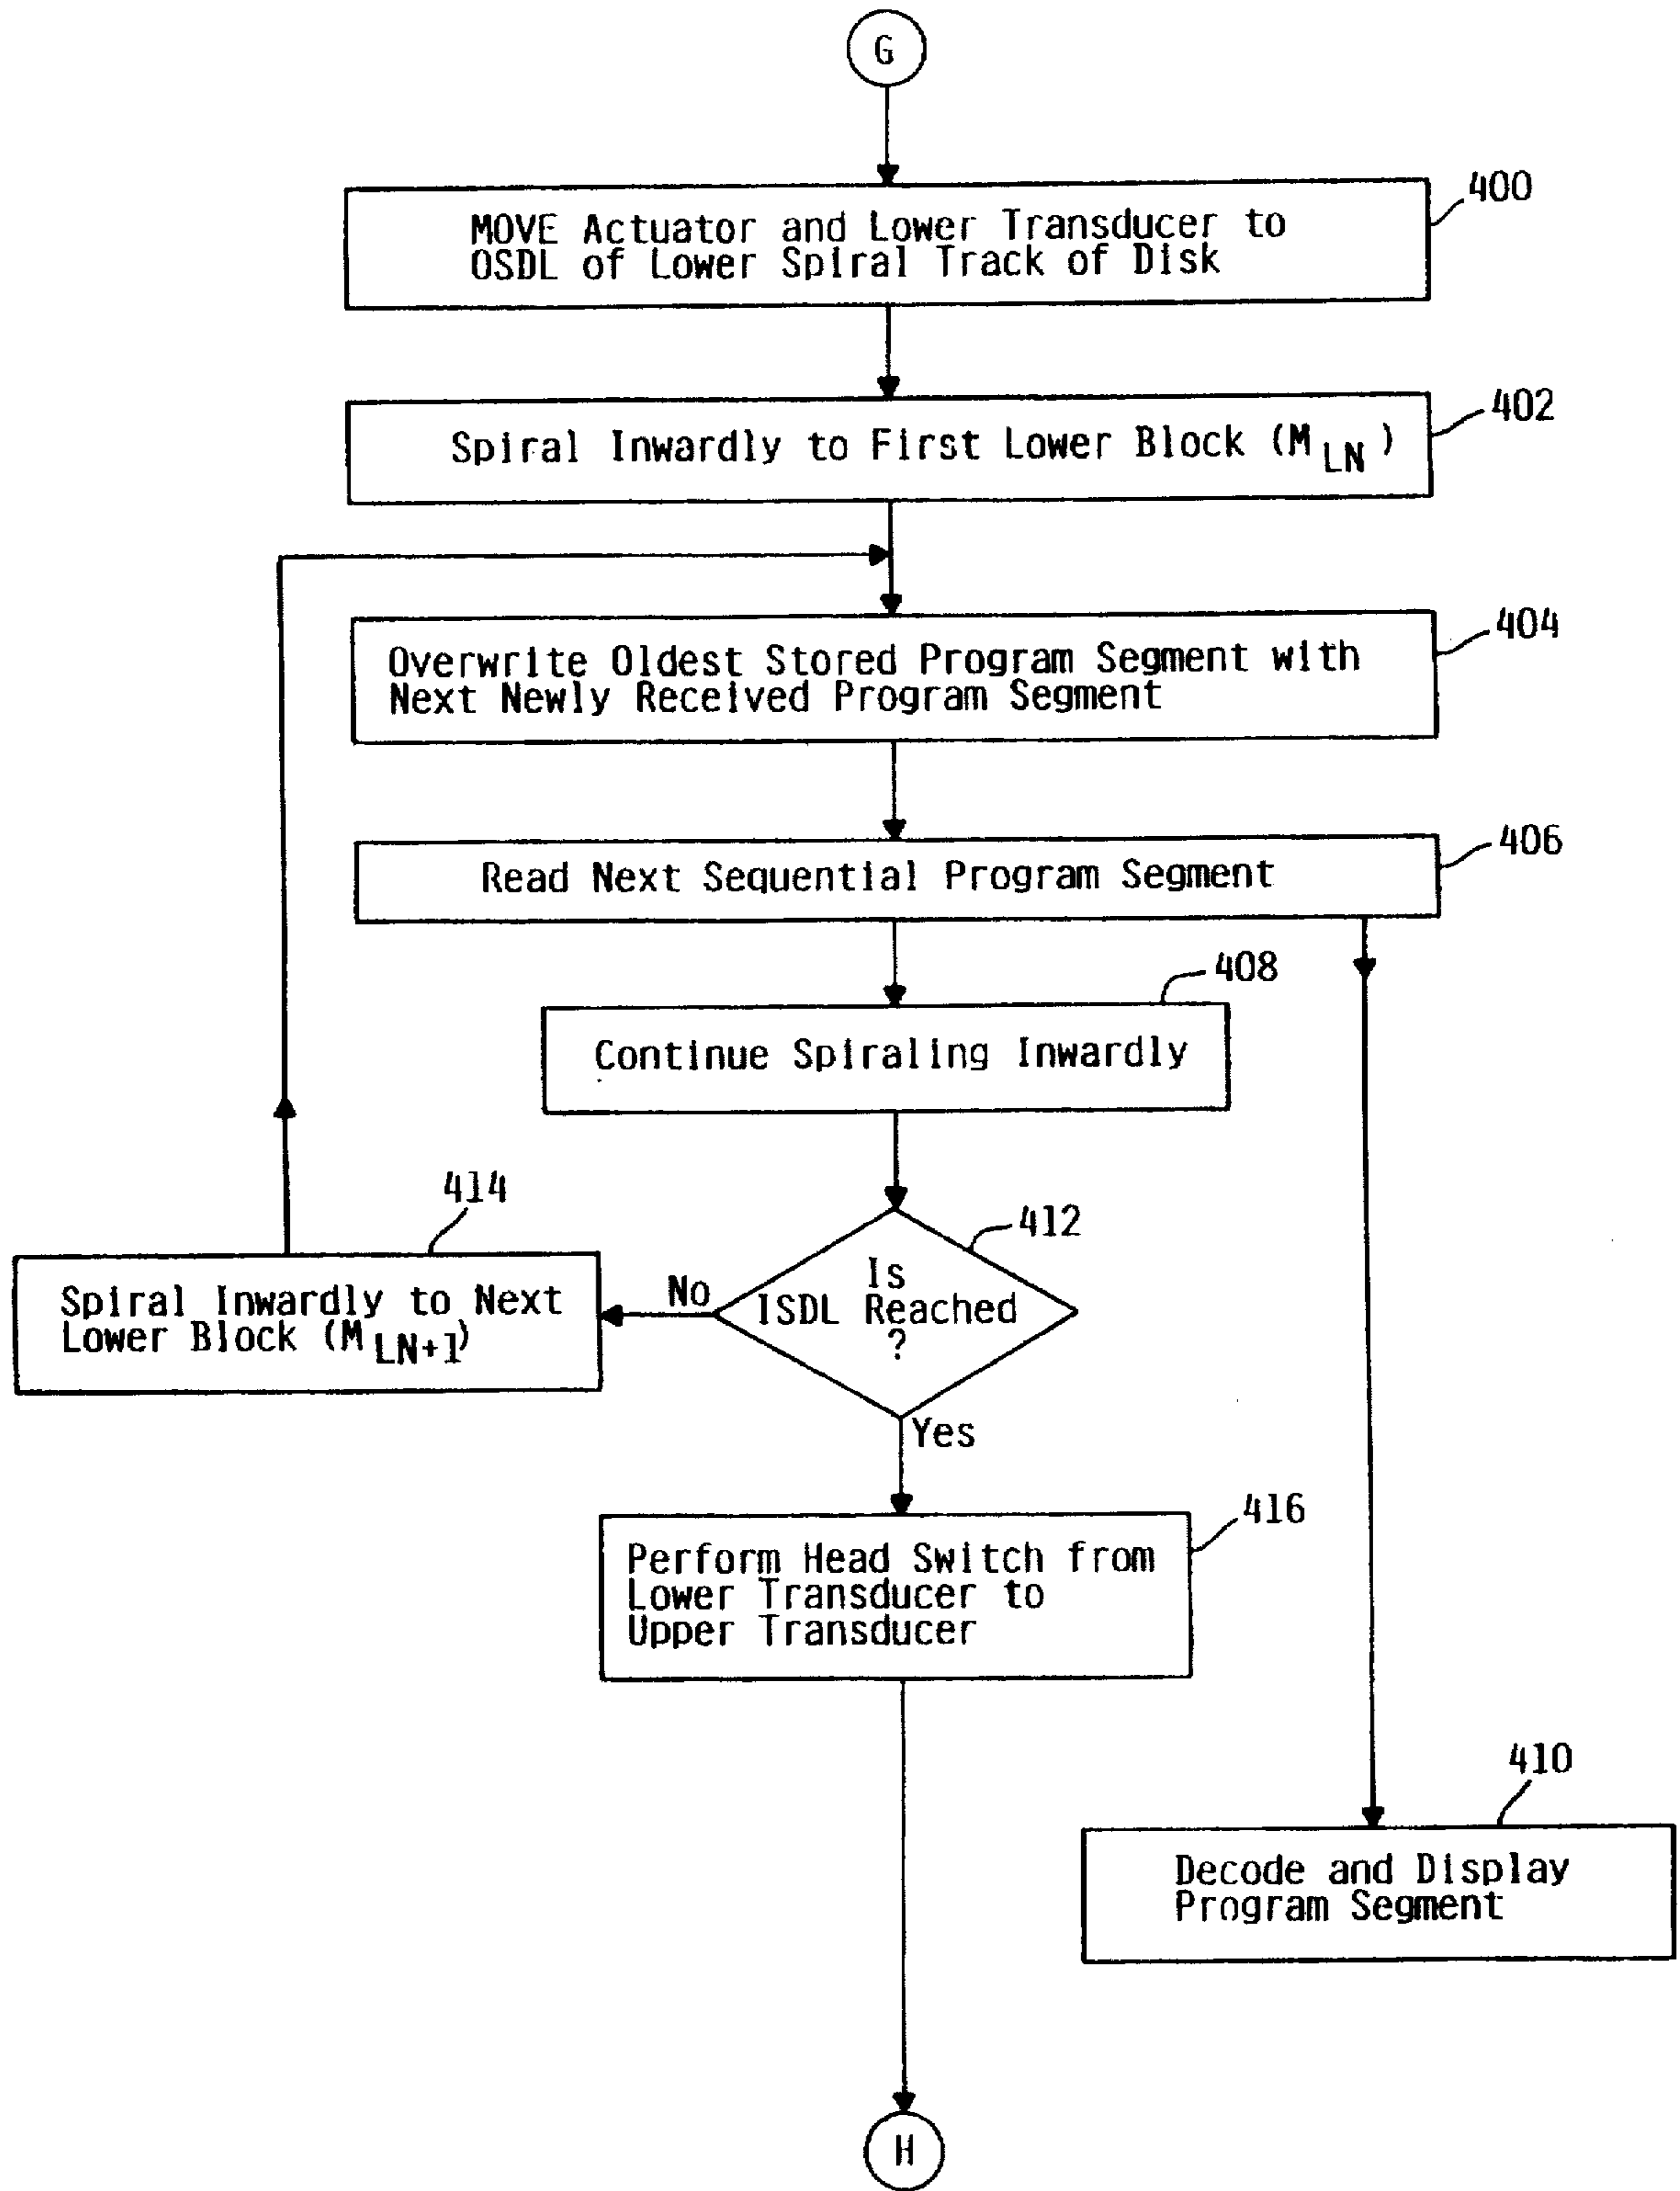 G
400
MOVE Actuator and Lower Transducer to
OSDL of Lower Spiral Track of Disk
402
Spiral Inwardly to First Lower Block (M LN )
404
Overwrite Oldest Stored Program Segment with
Next Newly Received Program Segment
406
Read Next Sequential Program Segment
408
Continue Spiraling Inwardly
414
412
Spiral Inwardly to Next
Lower Block (M LN+1)
No
Is
ISDL Reached
?
Yes
416
Perform Head Switch from
Lower Transducer to
Upper Transducer
410
Decode and Display
Program Segment
H